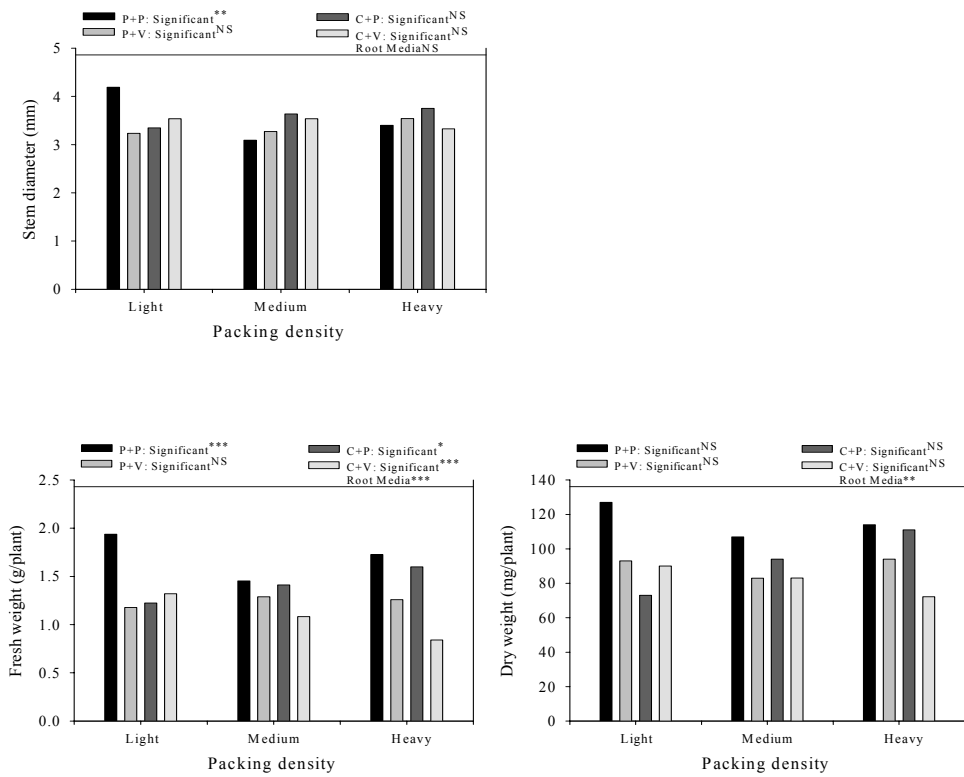 P+P: Significant** C+P: Significant NS
P+V: Significant NS C+V: Significant NS
Root MediaNS
5
4
3
2
1
0
Stem diameter (mm)
Light Medium Heavy
Packing density
P+P: Significant*** C+P: Significant*
P+V: Significant NS C+V: Significant***
Root Media***
2.5
2.0
1.5
1.0
0.5
0.0
Fresh weight (g/plant)
Light Medium Heavy
Packing density
P+P: Significant NS C+P: Significant NS
P+V: Significant NS C+V: Significant NS
Root Media**
140
120
100
80
60
40
20
0
Dry weight (mg/plant)
Light Medium Heavy
Packing density